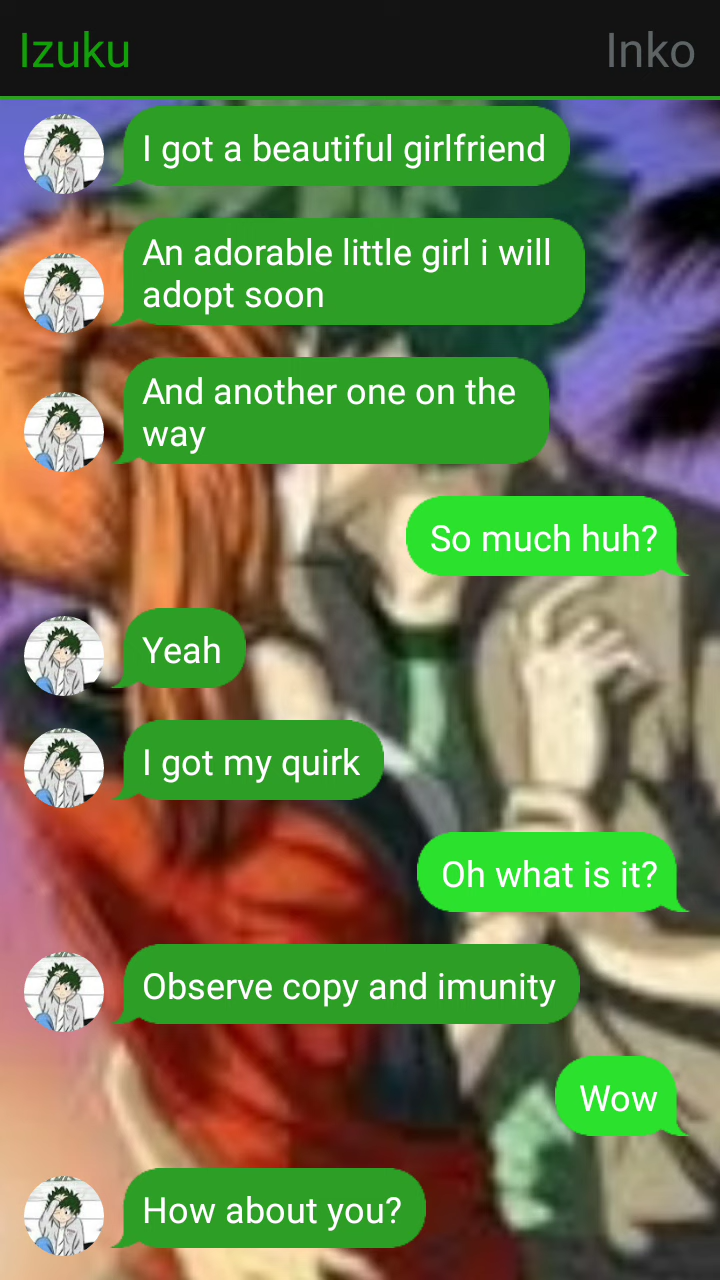 Izuku
Inko
I got a beautiful girlfriend
An adorable little girl i will
adopt soon
And another one on the
way
So much huh?
Yeah
I got my quirk
Oh what is it?
Observe copy and imunity
Wow
How about you?